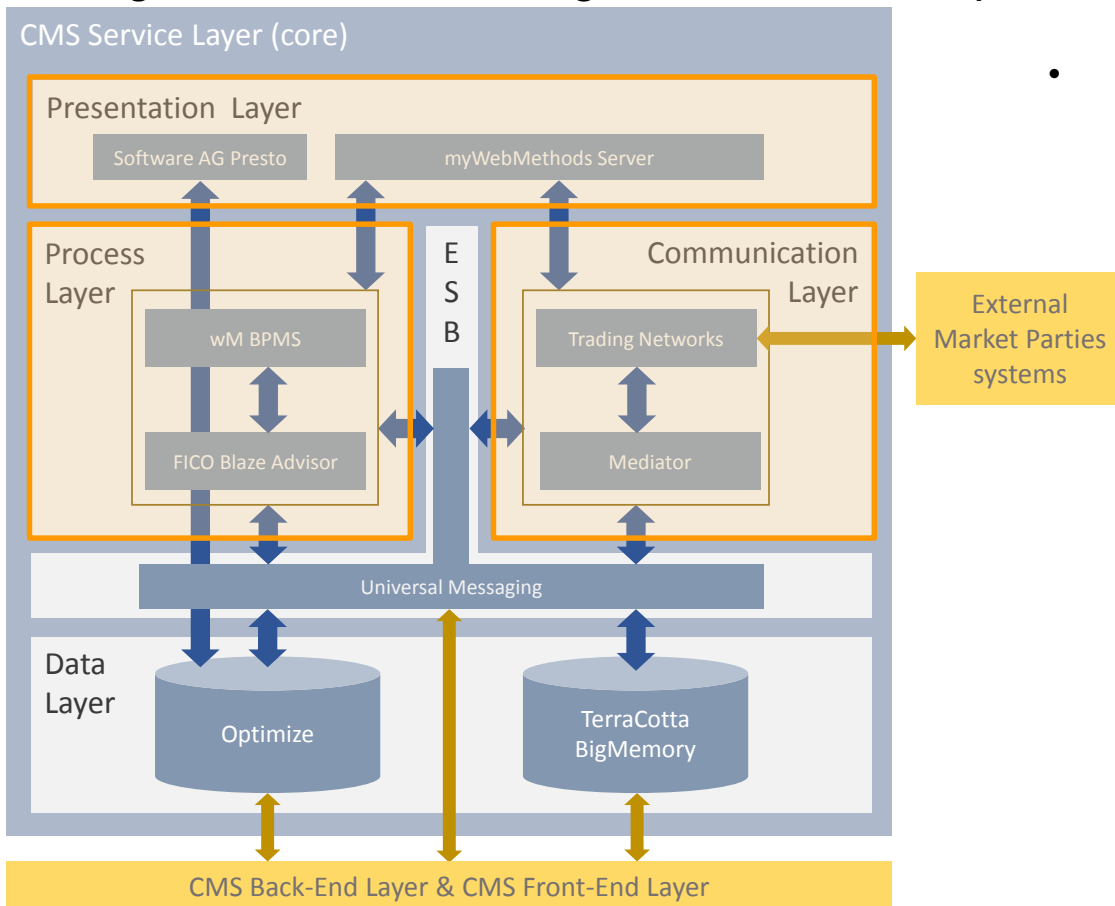 CMS Service Layer (core)
•
Presentation Layer
Software AG Presto
myWebMethods Server
Process
Layer
E
S
B
Communication
Layer
External
Market Parties
systems
wM BPMS
Trading Networks
FICO Blaze Advisor
Mediator
Universal Messaging
Data
Layer
Optimize
TerraCotta
BigMemory
CMS Back-End Layer & CMS Front-End Layer